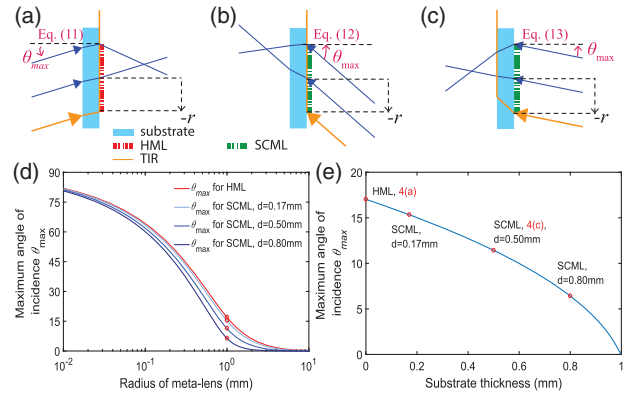 (a)
Eq. (11)
θmax
-r
(b)
Eq. (12)
θmax
-r
(c)
Eq. (13)
θmax
-r
substrate
HML
TIR
SCML
(d)
Maximum angle of
incidence θmax
90
75
60
45
30
15
0
θmax for HML
θmax for SCML, d=0.17mm
θmax for SCML, d=0.50mm
θmax for SCML, d=0.80mm
10-2
10-1
100
101
Radius of meta-lens (mm)
(e)
Maximum angle of
incidence θmax
20
15
10
5
0
HML, 4(a)
SCML,
d=0.17mm
SCML, 4(c),
d=0.50mm
SCML,
d=0.80mm
0
0.2
0.4
0.6
0.8
1
Substrate thickness (mm)